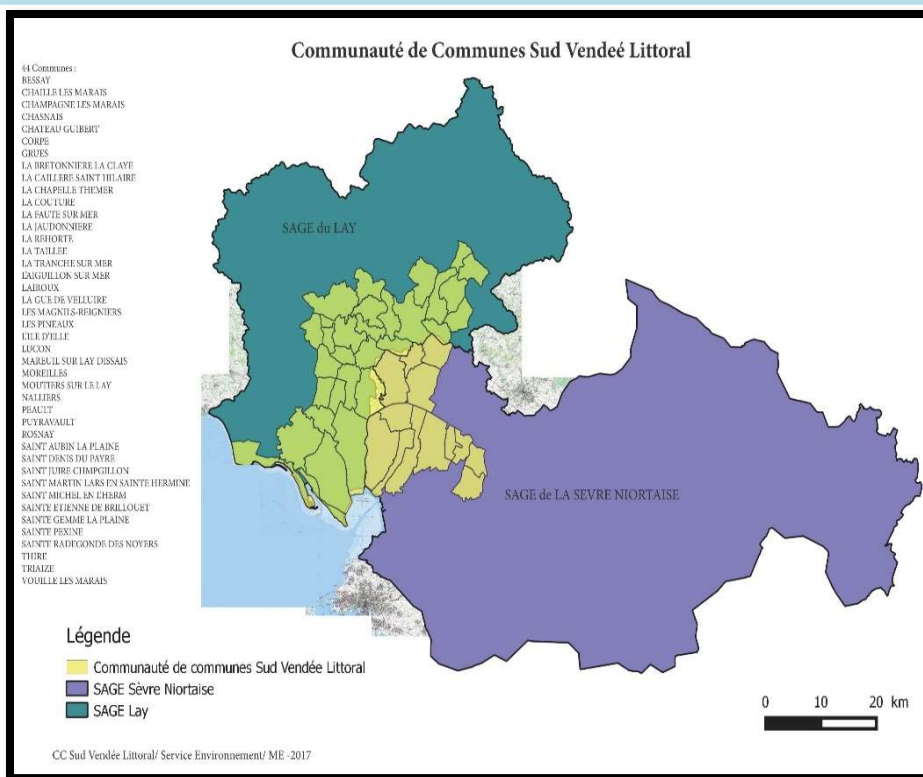 Communauté de Communes Sud Vendeé Littoral
44 Communes :
BESSAY
CHAILLE LES MARAIS
CHAMPAGNE LES MARAIS
CHASNAIS
CHATEAU GUIBERT
CORPE
GRUES
LA BRETONNIERE LA CLAYE
LA CAILLERE SAINT HILAIRE
LA CHAPELLE THEMER
LA COUTURE
LA FAUTE SUR MER
LA JAUDONNIERE
LA REHORTE
LA TAILLEE
LA TRANCHE SUR MER
L'AIGUILLON SUR MER
LAIROUX
LA GUE DE VELLUIRE
LES MAGNILS-REIGNIERS
LES PINEAUX
L'ILE D'ELLE
LUCON
MAREUIL SUR LAY DISSAIS
MOREILLES
MOUTIERS SUR LE LAY
NALLIERS
PEAULT
PUYRAVAULT
ROSNAY
SAINT AUBIN LA PLAINE
SAINT DENIS DU PAYRE
SAINT JUIRE CHMPGILLON
SAINT MARTIN LARS EN SAINTE HERMINE
SAINT MICHEL EN L'HERM
SAINTE ETIENNE DE BRILLOUET
SAINTE GEMME LA PLAINE
SAINTE PEXINE
SAINTE RADEGONDE DES NOYERS
THIRE
TRIAIZE
VOUILLE LES MARAIS
SAGE du LAY
SAGE de LA SEVRE NIORTAISE
Légende
Communauté de communes Sud Vendée Littoral
SAGE Sèvre Niortaise
SAGE Lay
0 10 20 km
CC Sud Vendée Littoral/ Service Environnement/ ME -2017